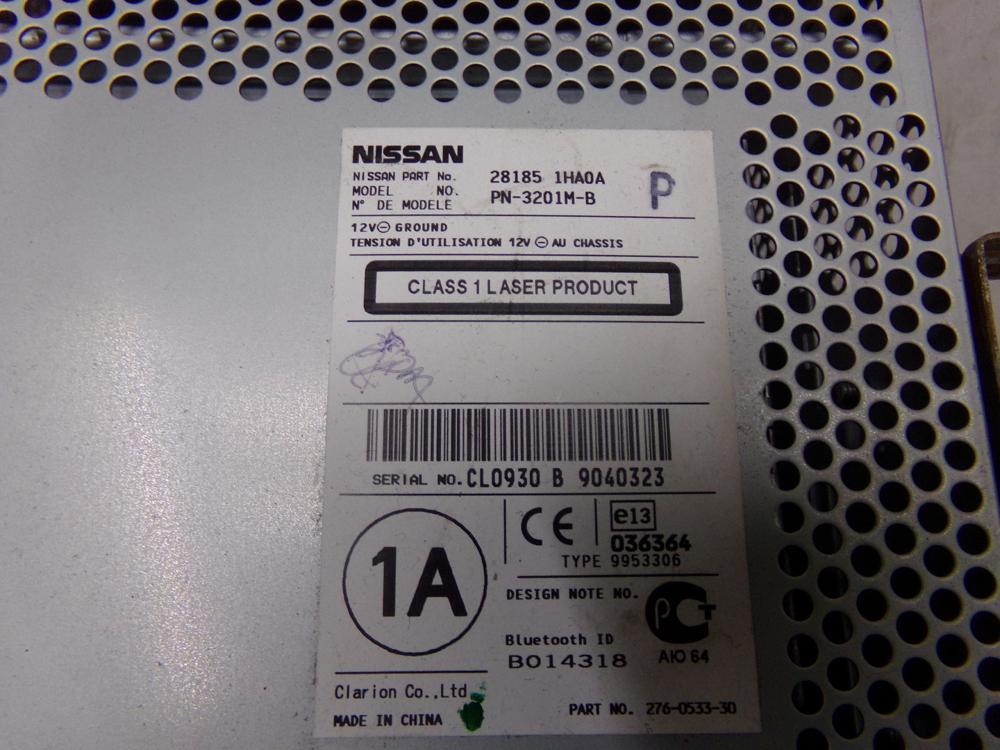 NISSAN
NISSAN PART No. 28185 1HA0A
MODEL NO. PN-3201M-B
N° DE MODELE
P
12V⊖ GROUND
TENSION D'UTILISATION 12V ⊖ AU CHASSIS
CLASS 1 LASER PRODUCT
SERIAL NO. CL0930 B 9040323
1A
CE
e13
036364
TYPE 9953306
DESIGN NOTE NO.
PCT
Bluetooth ID
B014318
АЮ 64
Clarion Co.,Ltd
MADE IN CHINA
PART NO. 276-0533-30